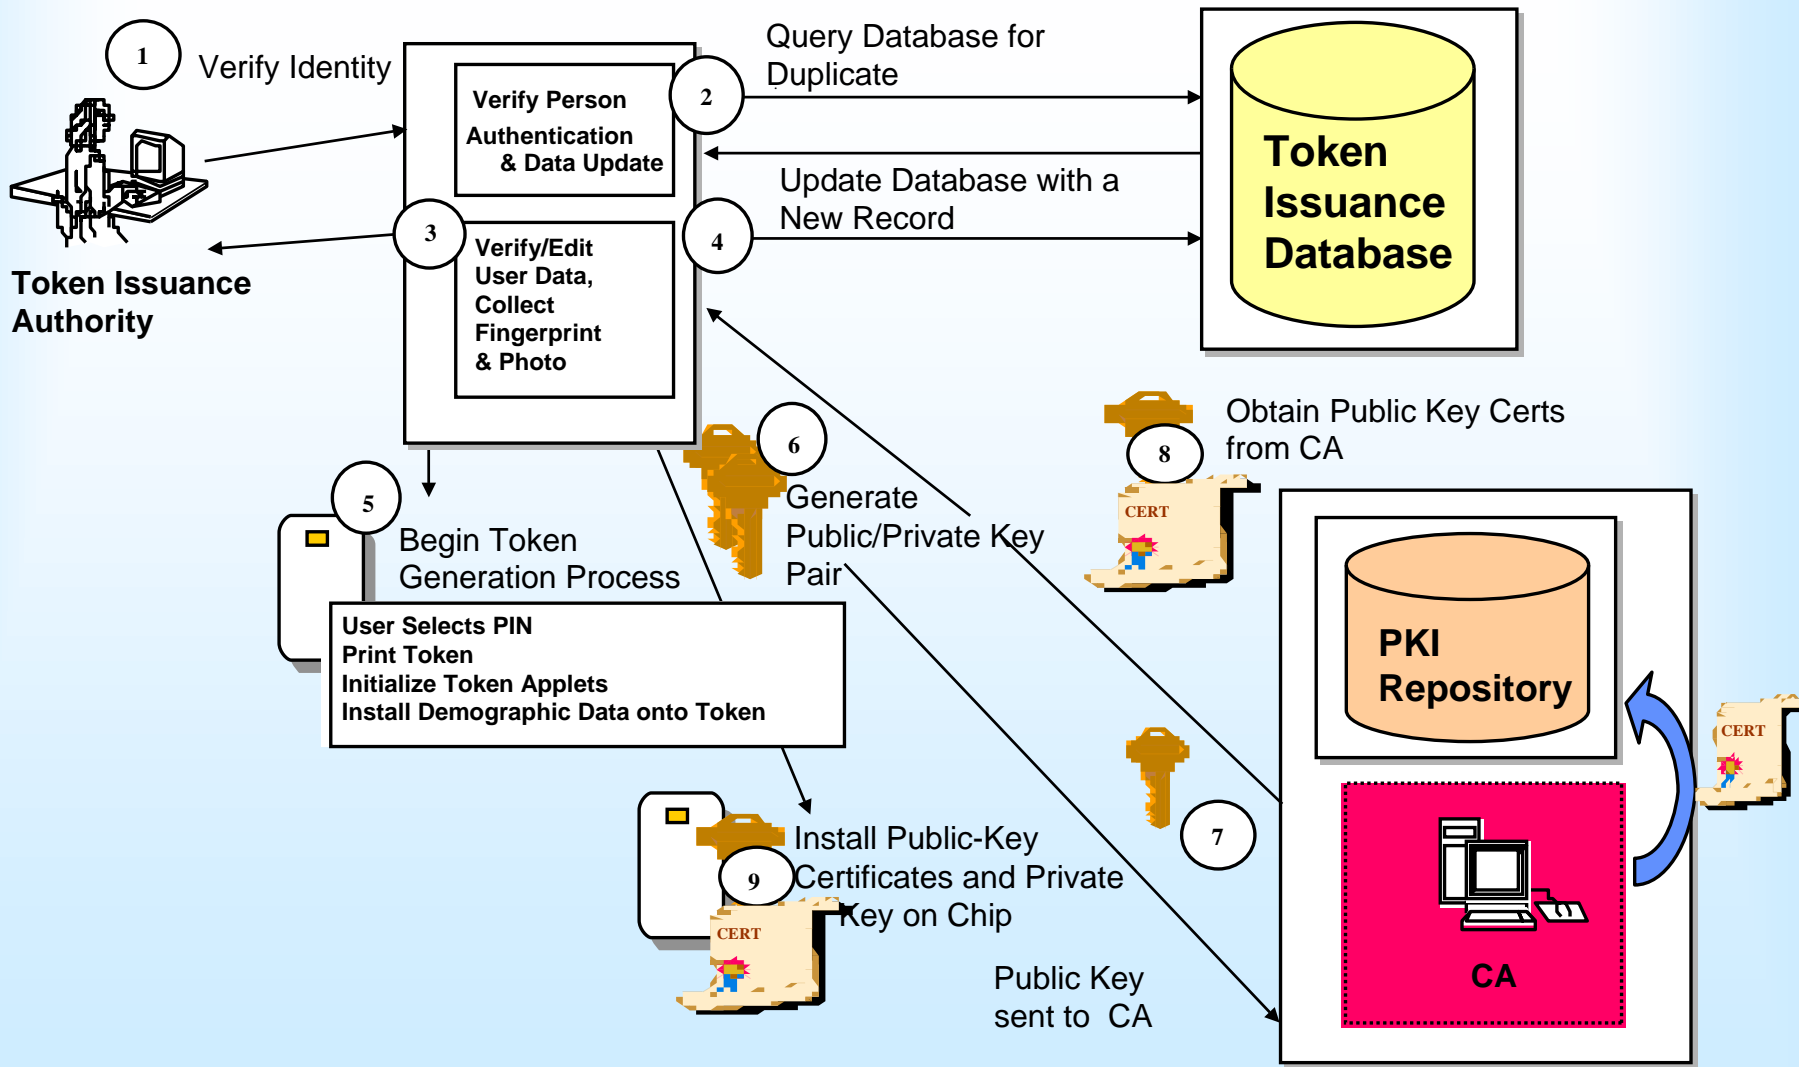 1
Verify Identity
Token Issuance
Authority
Verify Person
Authentication
& Data Update
2
Query Database for
Duplicate
Token
Issuance
Database
3
Verify/Edit
User Data,
Collect
Fingerprint
& Photo
4
Update Database with a
New Record
5
Begin Token
Generation Process
User Selects PIN
Print Token
Initialize Token Applets
Install Demographic Data onto Token
6
Generate
Public/Private Key
Pair
7
Public Key
sent to CA
8
Obtain Public Key Certs
from CA
CERT
PKI
Repository
CERT
CA
9
Install Public-Key
Certificates and Private
Key on Chip
CERT